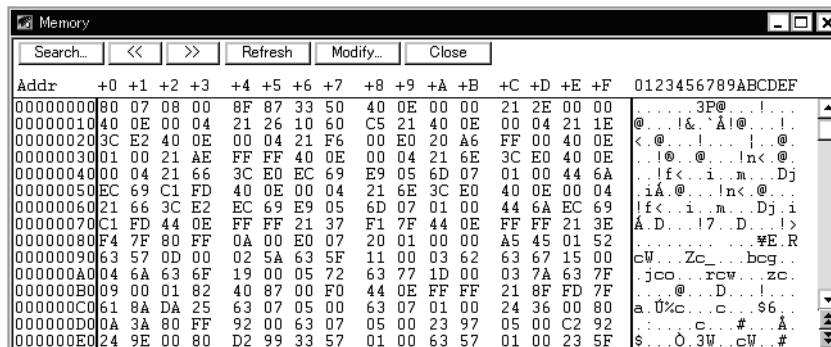 Memory
Search... << >> Refresh Modify... Close
Addr +0 +1 +2 +3 +4 +5 +6 +7 +8 +9 +A +B +C +D +E +F 0123456789ABCDEF
00000000 80 07 08 00 8F 87 33 50 40 0E 00 00 21 2E 00 00 ......3P@...!...
00000010 40 0E 00 04 21 26 10 60 C5 21 40 0E 00 04 21 1E @...!&.`Å!@...!.
00000020 3C E2 40 0E 00 04 21 F6 00 E0 20 A6 FF 00 40 0E <.@...!... ¦..@.
00000030 01 00 21 AE FF FF 40 0E 00 04 21 6E 3C E0 40 0E ..!®..@...!n<.@.
00000040 00 04 21 66 3C E0 EC 69 E9 05 6D 07 01 00 44 6A ..!f<..i..m...Dj
00000050 EC 69 C1 FD 40 0E 00 04 21 6E 3C E0 40 0E 00 04 .iÁ.@...!n<.@...
00000060 21 66 3C E2 EC 69 E9 05 6D 07 01 00 44 6A EC 69 !f<..i..m...Dj.i
00000070 C1 FD 44 0E FF FF 21 37 F1 7F 44 0E FF FF 21 3E Á.D...!7..D...!>
00000080 F4 7F 80 FF 0A 00 E0 07 20 01 00 00 A5 45 01 52 ........ ...¥E.R
00000090 63 57 0D 00 02 5A 63 5F 11 00 03 62 63 67 15 00 cW...Zc_...bcg..
000000A0 04 6A 63 6F 19 00 05 72 63 77 1D 00 03 7A 63 7F .jco...rcw...zc.
000000B0 09 00 01 82 40 87 00 F0 44 0E FF FF 21 8F FD 7F ....@...D...!...
000000C0 61 8A DA 25 63 07 05 00 63 07 01 00 24 36 00 80 a.Ú%c...c...$6..
000000D0 0A 3A 80 FF 92 00 63 07 05 00 23 97 05 00 C2 92 .:....c...#...Â.
000000E0 24 9E 00 80 D2 99 33 57 01 00 63 57 01 00 23 5F $...Ò.3W..cW..#_